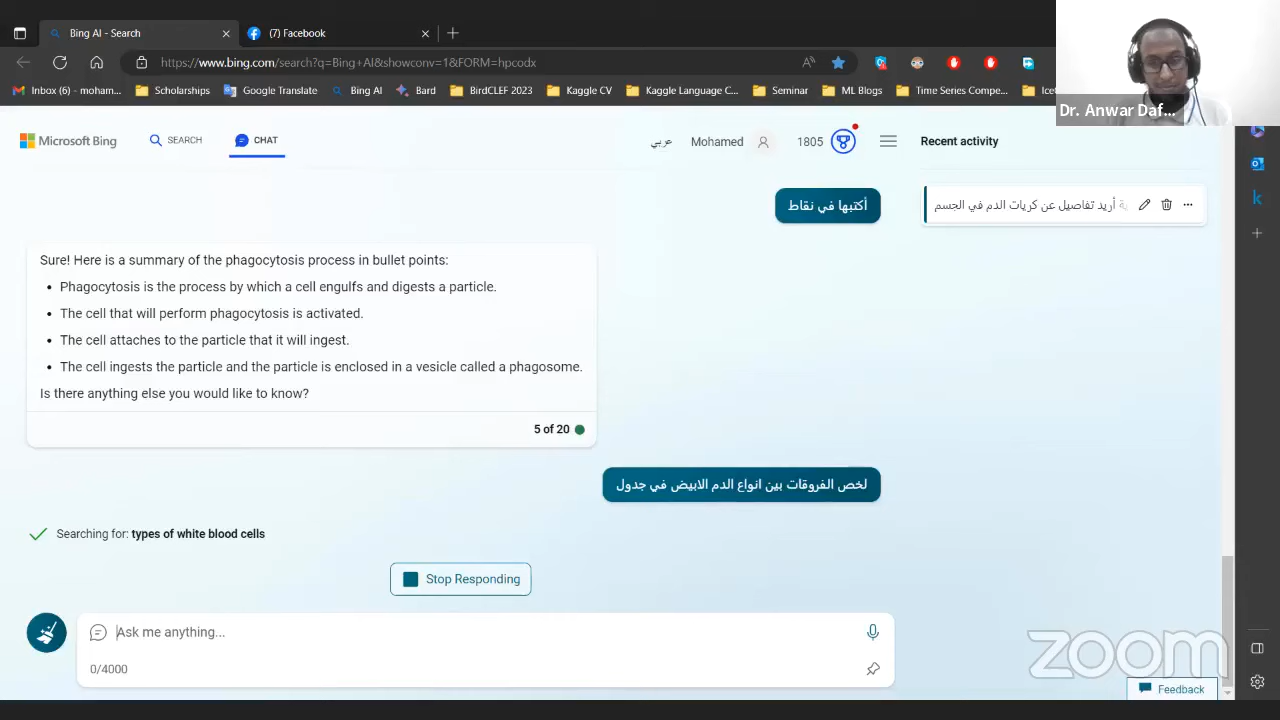 Bing AI - Search
(7) Facebook
https://www.bing.com/search?q=Bing+AI&showconv=1&FORM=hpcodx
Inbox (6) - moham...
Scholarships
Google Translate
Bing AI
Bard
BirdCLEF 2023
Kaggle CV
Kaggle Language C...
Seminar
ML Blogs
Time Series Compe...
Dr. Anwar Daf...
Microsoft Bing
SEARCH
CHAT
عربي
Mohamed
1805
Recent activity
أريد تفاصيل عن كريات الدم في الجسم
أكتبها في نقاط
Sure! Here is a summary of the phagocytosis process in bullet points:
• Phagocytosis is the process by which a cell engulfs and digests a particle.
• The cell that will perform phagocytosis is activated.
• The cell attaches to the particle that it will ingest.
• The cell ingests the particle and the particle is enclosed in a vesicle called a phagosome.
Is there anything else you would like to know?
5 of 20
لخص الفروقات بين انواع الدم الابيض في جدول
Searching for: types of white blood cells
Stop Responding
Ask me anything...
0/4000
zoom
Feedback